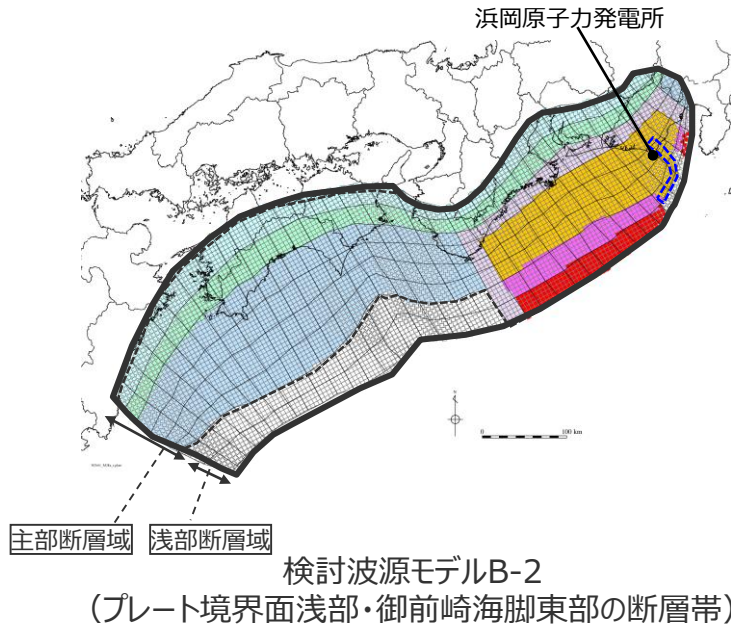 浜岡原子力発電所
N
0
100 km
主部断層域
浅部断層域
検討波源モデルB-2
（プレート境界面浅部・御前崎海脚東部の断層帯）